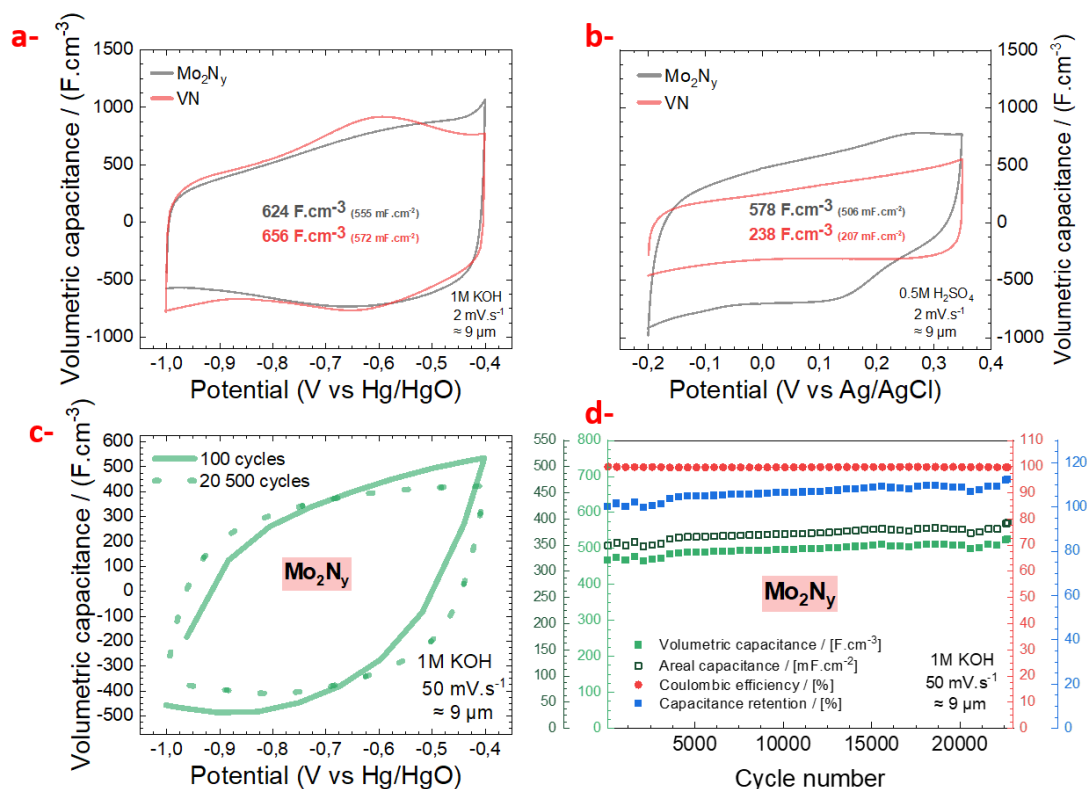 a-
1500
1000
500
0
-500
-1000
Volumetric capacitance / (F.cm⁻³)
Mo₂Nᵧ
VN
624 F.cm⁻³ (555 mF.cm⁻²)
656 F.cm⁻³ (572 mF.cm⁻²)
1M KOH
2 mV.s⁻¹
≈ 9 µm
-1,0 -0,9 -0,8 -0,7 -0,6 -0,5 -0,4
Potential (V vs Hg/HgO)
b-
Mo₂Nᵧ
VN
578 F.cm⁻³ (506 mF.cm⁻²)
238 F.cm⁻³ (207 mF.cm⁻²)
0.5M H₂SO₄
2 mV.s⁻¹
≈ 9 µm
1500
1000
500
0
-500
-1000
Volumetric capacitance / (F.cm⁻³)
-0,2 -0,1 0,0 0,1 0,2 0,3 0,4
Potential (V vs Ag/AgCl)
c-
600
500
400
300
200
100
0
-100
-200
-300
-400
-500
Volumetric capacitance / (F.cm⁻³)
100 cycles
20 500 cycles
Mo₂Nᵧ
1M KOH
50 mV.s⁻¹
≈ 9 µm
-1,0 -0,9 -0,8 -0,7 -0,6 -0,5 -0,4
Potential (V vs Hg/HgO)
d-
550
500
450
400
350
300
250
200
150
100
50
0
800
700
600
500
400
300
200
100
0
Mo₂Nᵧ
Volumetric capacitance / [F.cm⁻³]
Areal capacitance / [mF.cm⁻²]
Coulombic efficiency / [%]
Capacitance retention / [%]
1M KOH
50 mV.s⁻¹
≈ 9 µm
110
100
90
80
70
60
50
40
30
20
10
0
120
100
80
60
40
20
0
5000 10000 15000 20000
Cycle number